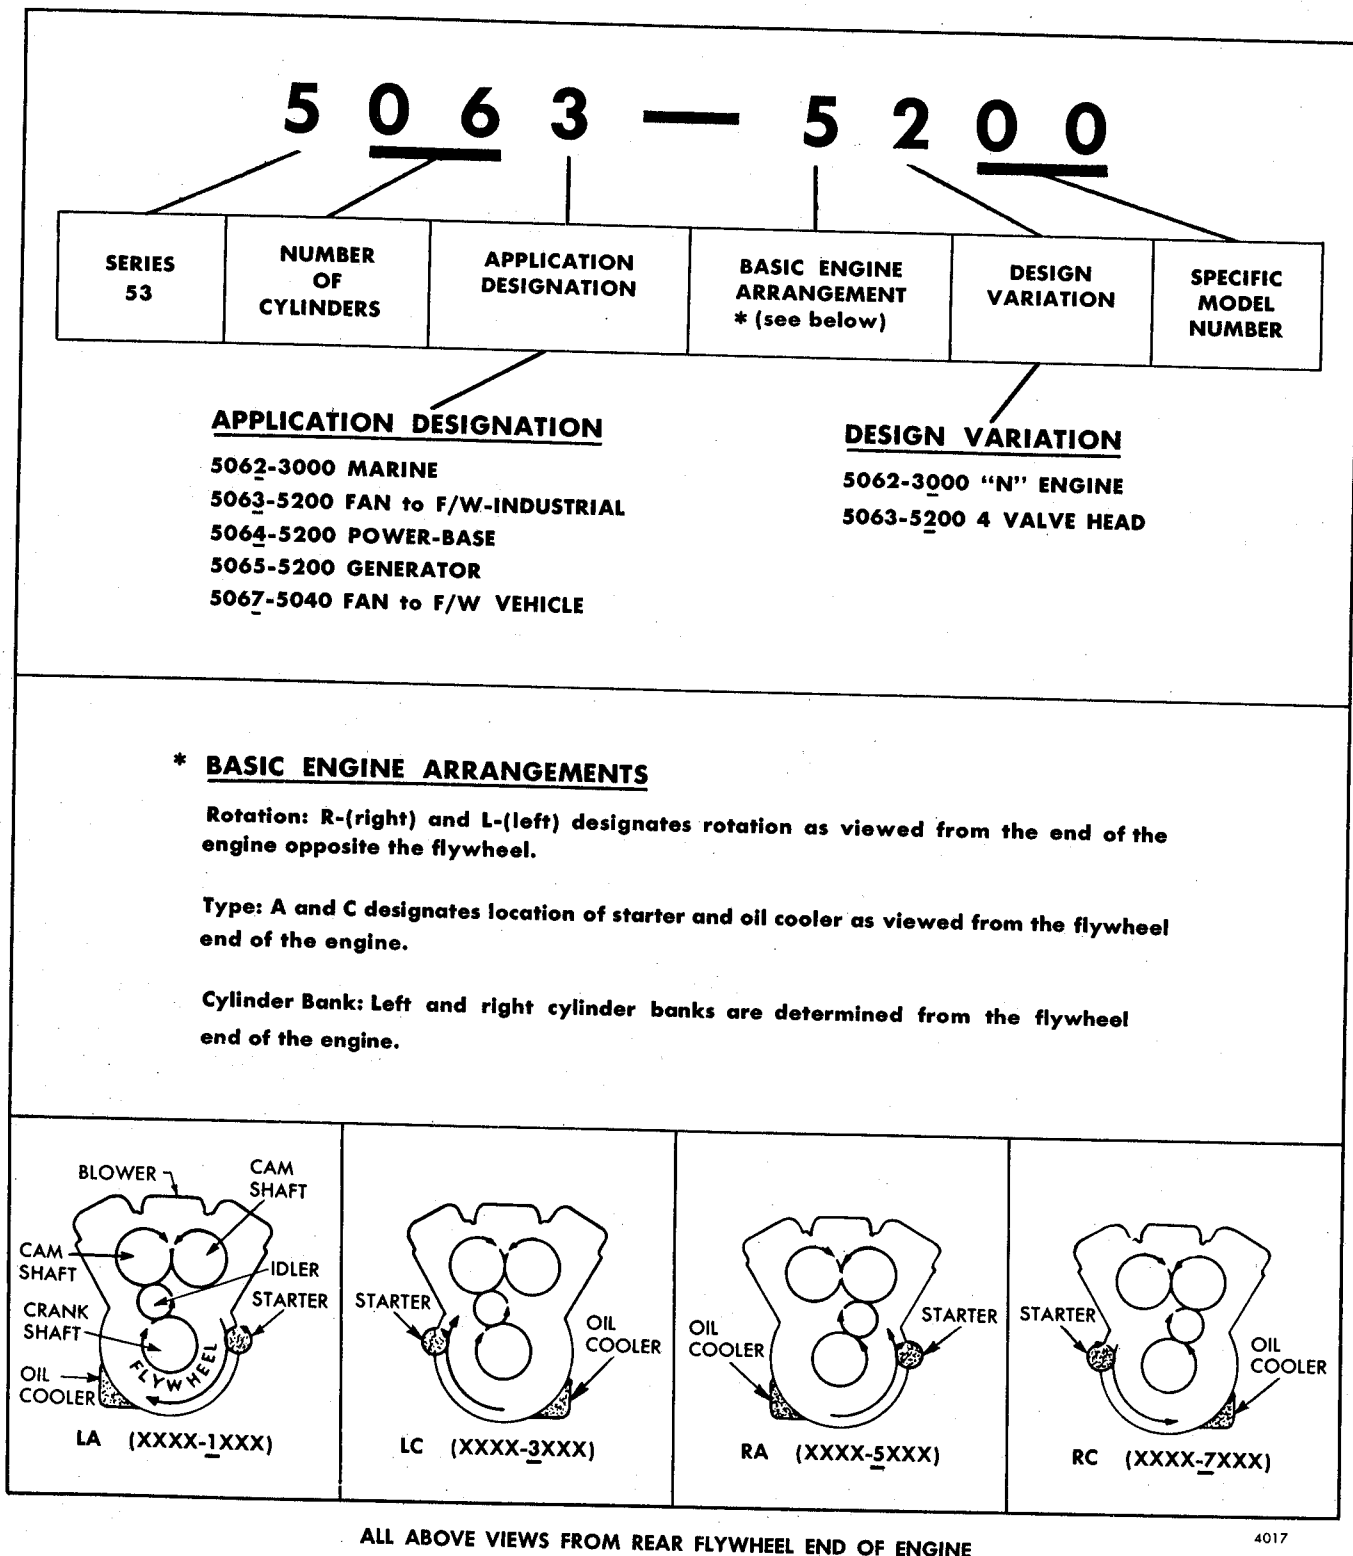 5 0 6 3 — 5 2 0 0
SERIES
53
NUMBER
OF
CYLINDERS
APPLICATION
DESIGNATION
BASIC ENGINE
ARRANGEMENT
* (see below)
DESIGN
VARIATION
SPECIFIC
MODEL
NUMBER
APPLICATION DESIGNATION
5062-3000 MARINE
5063-5200 FAN to F/W-INDUSTRIAL
5064-5200 POWER-BASE
5065-5200 GENERATOR
5067-5040 FAN to F/W VEHICLE
DESIGN VARIATION
5062-3000 “N” ENGINE
5063-5200 4 VALVE HEAD
* BASIC ENGINE ARRANGEMENTS
Rotation: R-(right) and L-(left) designates rotation as viewed from the end of the
engine opposite the flywheel.
Type: A and C designates location of starter and oil cooler as viewed from the flywheel
end of the engine.
Cylinder Bank: Left and right cylinder banks are determined from the flywheel
end of the engine.
BLOWER
CAM
SHAFT
CAM
SHAFT
IDLER
STARTER
CRANK
SHAFT
FLYWHEEL
OIL
COOLER
LA (XXXX-1XXX)
STARTER
OIL
COOLER
LC (XXXX-3XXX)
OIL
COOLER
STARTER
RA (XXXX-5XXX)
STARTER
OIL
COOLER
RC (XXXX-7XXX)
ALL ABOVE VIEWS FROM REAR FLYWHEEL END OF ENGINE
4017